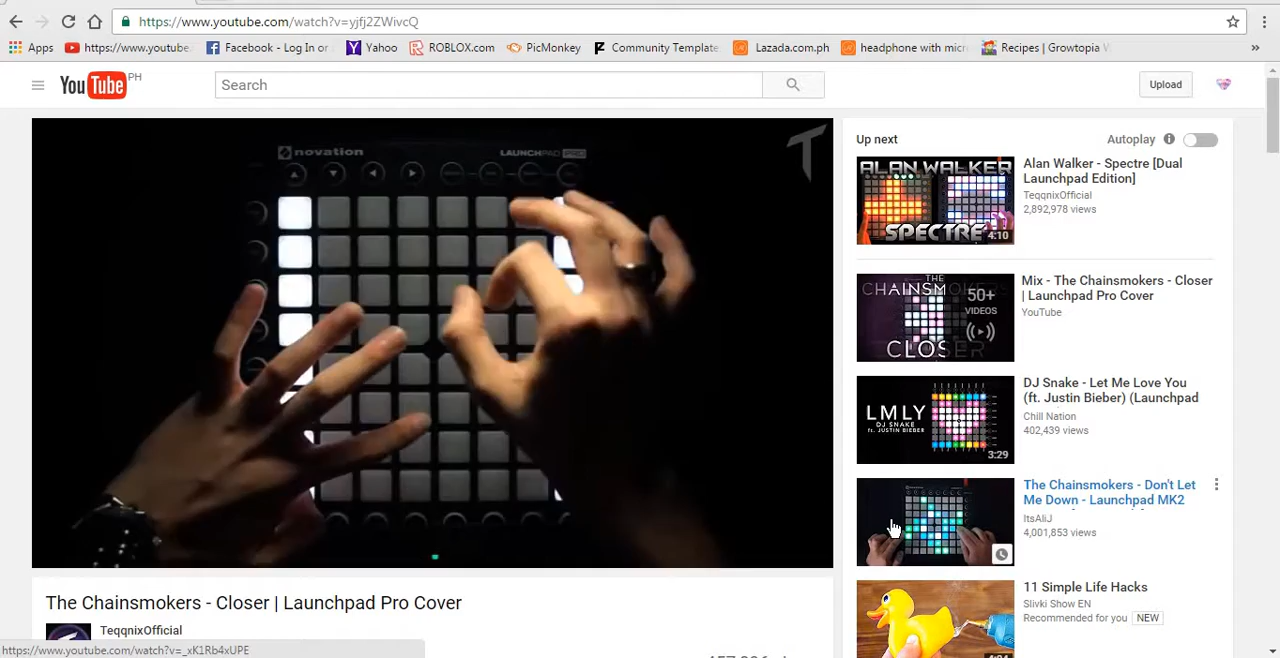 https://www.youtube.com/watch?v=yjfj2ZWivcQ
Apps https://www.youtube Facebook - Log In or Yahoo ROBLOX.com PicMonkey Community Template Lazada.com.ph headphone with micr Recipes | Growtopia W »
YouTube PH
Search
Upload
novation
LAUNCHPAD PRO
Up next
Autoplay
ALAN WALKER
SPECTRE
4:10
Alan Walker - Spectre [Dual
Launchpad Edition]
TeqqnixOfficial
2,892,978 views
THE
CHAINSMOKERS
CLOSER
50+
VIDEOS
Mix - The Chainsmokers - Closer
| Launchpad Pro Cover
YouTube
LMLY
DJ SNAKE
ft. JUSTIN BIEBER
3:29
DJ Snake - Let Me Love You
(ft. Justin Bieber) (Launchpad
Chill Nation
402,439 views
The Chainsmokers - Don't Let
Me Down - Launchpad MK2
ItsAliJ
4,001,853 views
11 Simple Life Hacks
Slivki Show EN
Recommended for you NEW
The Chainsmokers - Closer | Launchpad Pro Cover
TeqqnixOfficial
https://www.youtube.com/watch?v=_xK1Rb4xUPE